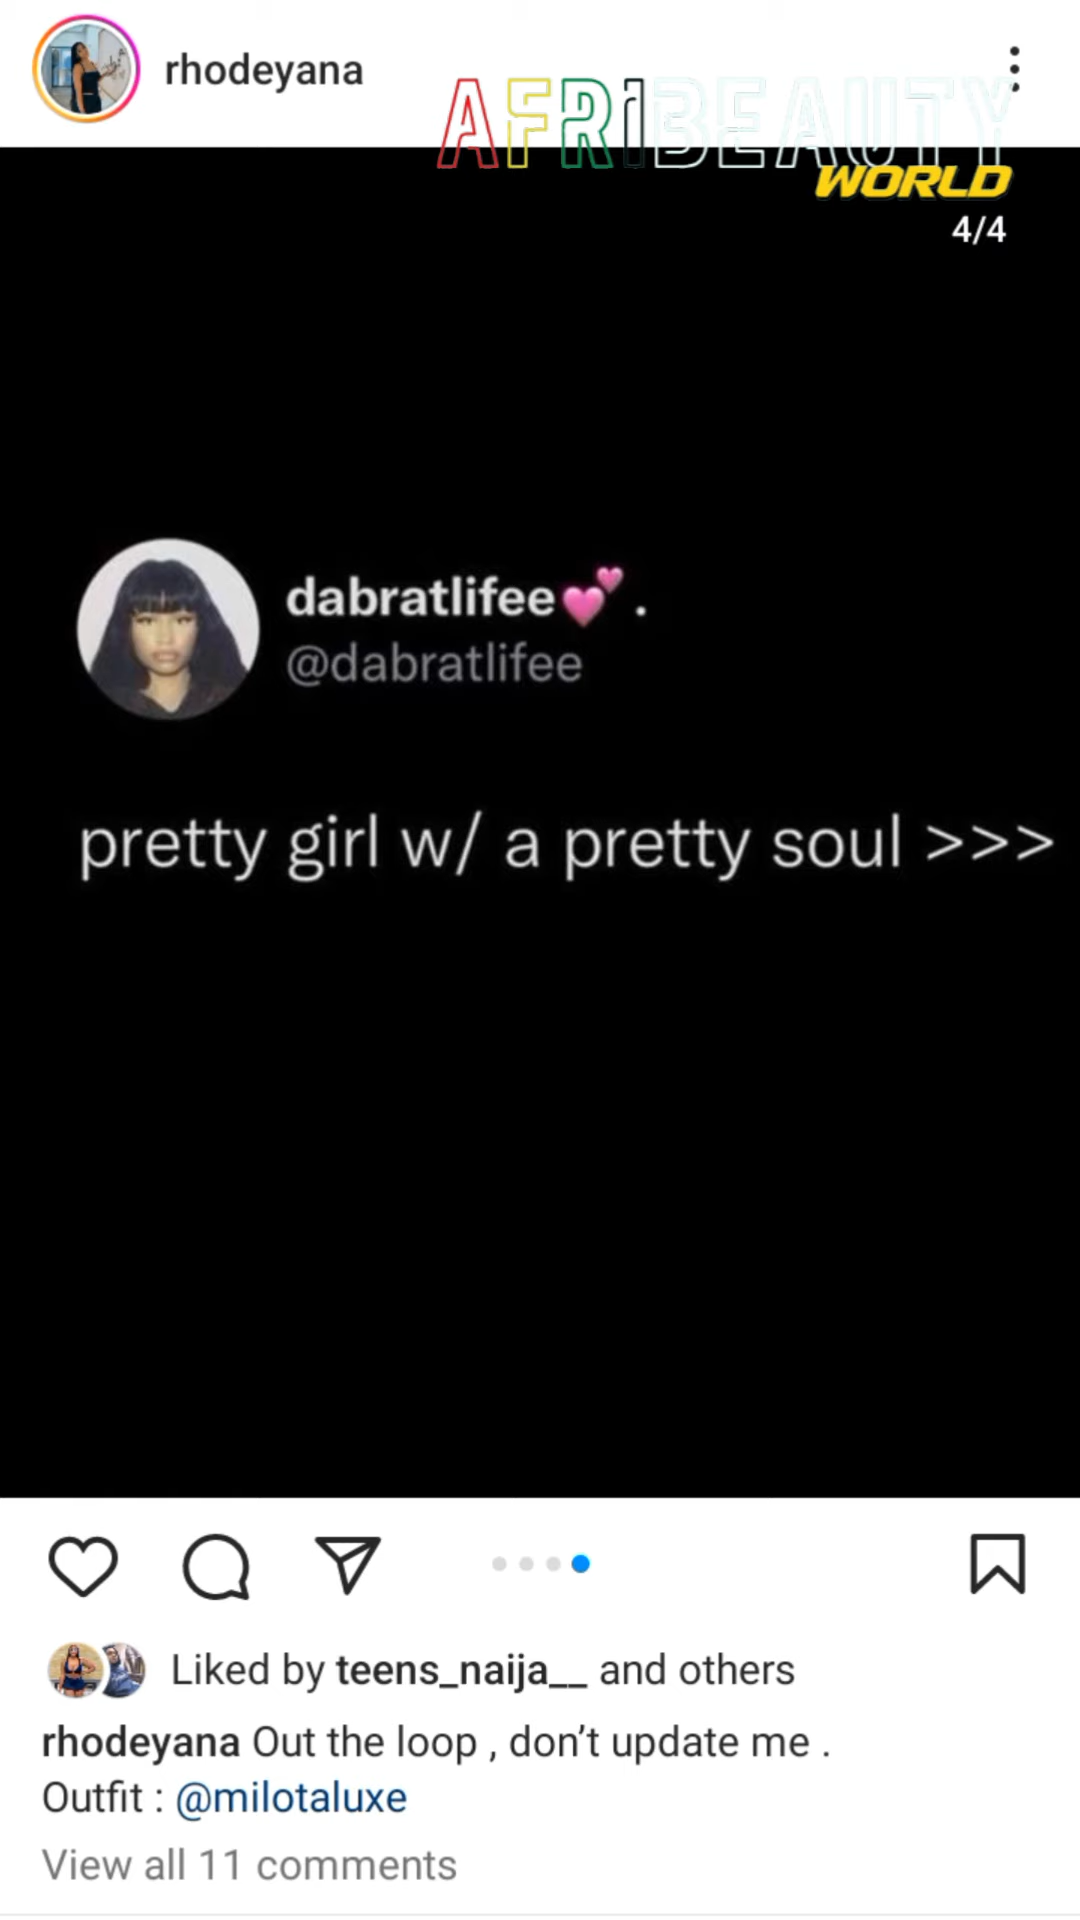 rhodeyana
AFRIBEAUTY
WORLD
4/4
dabratlifee💕 .
@dabratlifee
pretty girl w/ a pretty soul >>>
Liked by teens_naija__ and others
rhodeyana Out the loop , don’t update me .
Outfit : @milotaluxe
View all 11 comments